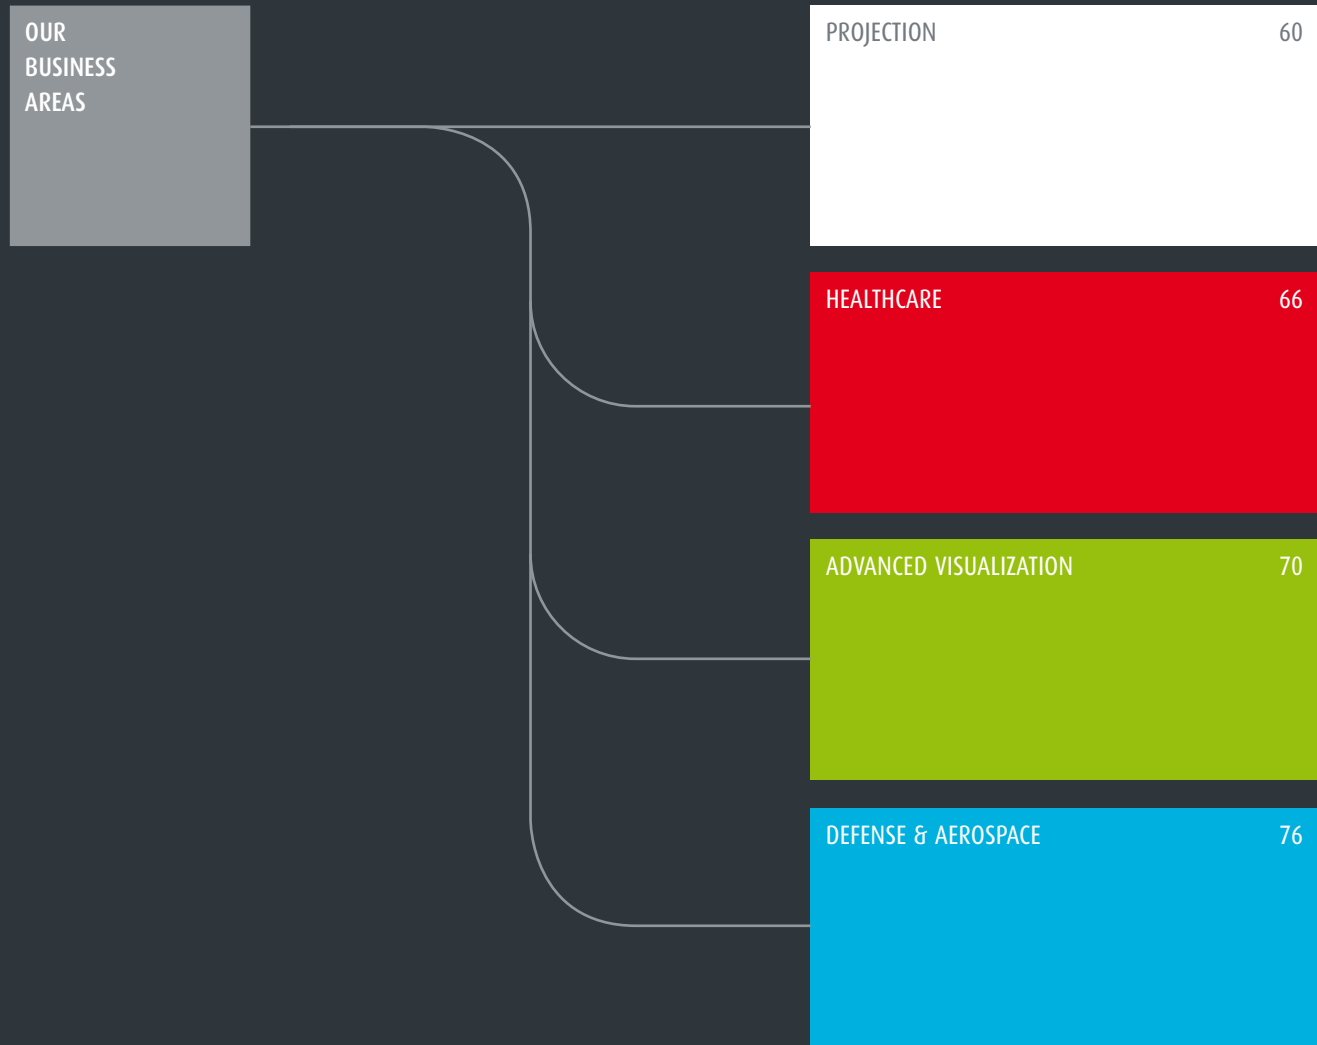 OUR
BUSINESS
AREAS
PROJECTION 60
HEALTHCARE 66
ADVANCED VISUALIZATION 70
DEFENSE & AEROSPACE 76